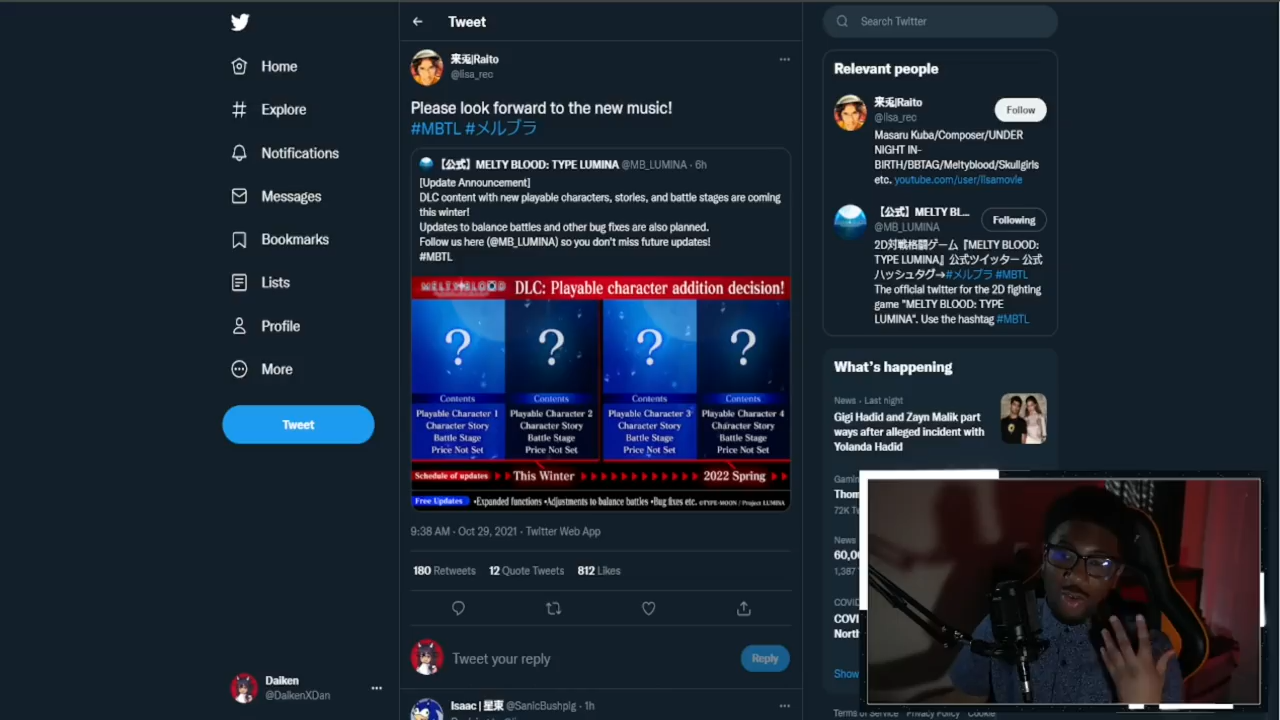 Home
Explore
Notifications
Messages
Bookmarks
Lists
Profile
More
Tweet
Daiken
@DaikenXDan
Tweet
来兎|Raito
@lisa_rec
Please look forward to the new music!
#MBTL #メルブラ
【公式】MELTY BLOOD: TYPE LUMINA @MB_LUMINA · 6h
[Update Announcement]
DLC content with new playable characters, stories, and battle stages are coming
this winter!
Updates to balance battles and other bug fixes are also planned.
Follow us here (@MB_LUMINA) so you don't miss future updates!
#MBTL
MELTY BLOOD DLC: Playable character addition decision!
? ? ? ?
Contents Contents Contents Contents
Playable Character 1 Playable Character 2 Playable Character 3 Playable Character 4
Character Story Character Story Character Story Character Story
Battle Stage Battle Stage Battle Stage Battle Stage
Price Not Set Price Not Set Price Not Set Price Not Set
Schedule of updates This Winter 2022 Spring
Free Updates •Expanded functions •Adjustments to balance battles •Bug fixes etc. ©TYPE-MOON / Project LUMINA
9:38 AM · Oct 29, 2021 · Twitter Web App
180 Retweets 12 Quote Tweets 812 Likes
Tweet your reply
Reply
Isaac | 星東 @SanicBushpig · 1h
Search Twitter
Relevant people
来兎|Raito
@lisa_rec
Follow
Masaru Kuba/Composer/UNDER
NIGHT IN-
BIRTH/BBTAG/Meltyblood/Skullgirls
etc. youtube.com/user/lisamovie
【公式】MELTY BL...
@MB_LUMINA
Following
2D対戦格闘ゲーム『MELTY BLOOD:
TYPE LUMINA』公式ツイッター 公式
ハッシュタグ→#メルブラ #MBTL
The official twitter for the 2D fighting
game "MELTY BLOOD: TYPE
LUMINA". Use the hashtag #MBTL
What's happening
News · Last night
Gigi Hadid and Zayn Malik part
ways after alleged incident with
Yolanda Hadid
Thom
72K
News
60,0
1,387
COVI
North
Show
Terms of Service Privacy Policy Cookie